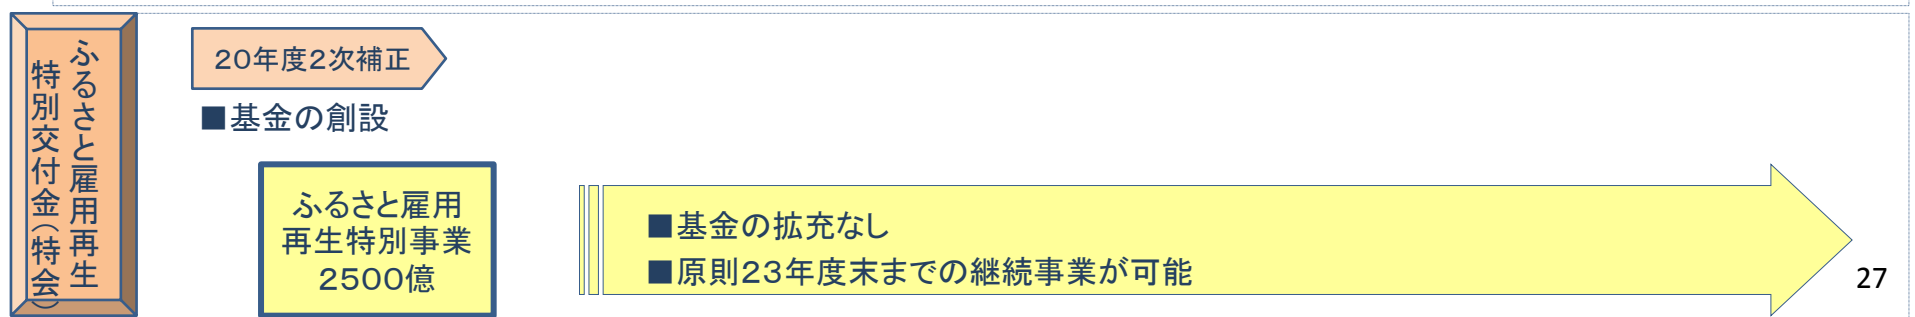 ふるさと雇用再生
特別交付金（特会）
20年度2次補正
■基金の創設
ふるさと雇用
再生特別事業
2500億
■基金の拡充なし
■原則23年度末までの継続事業が可能
27